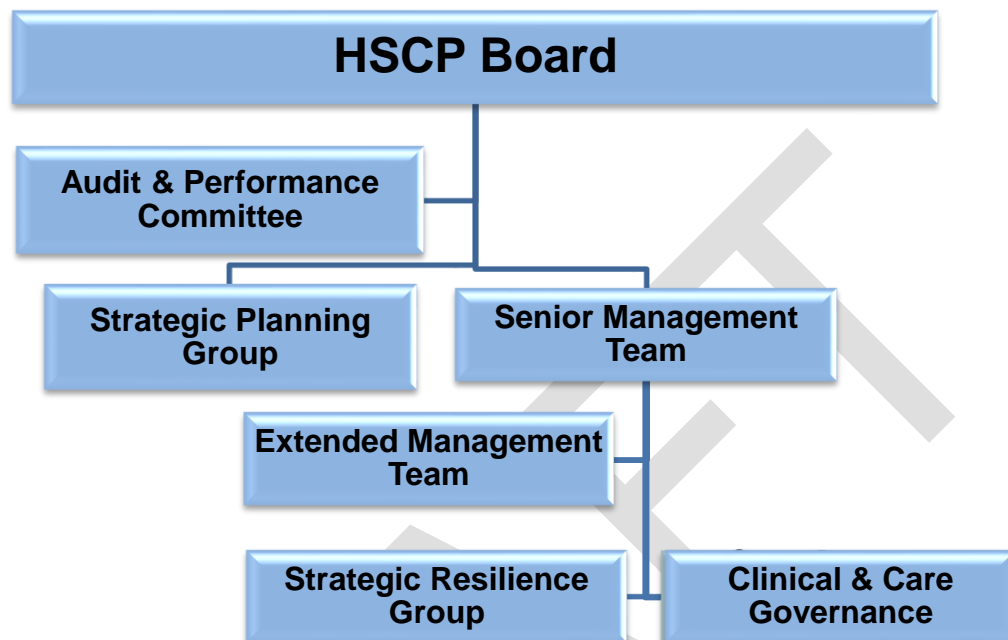 HSCP Board
Audit & Performance
Committee
Strategic Planning
Group
Senior Management
Team
Extended Management
Team
Strategic Resilience
Group
Clinical & Care
Governance